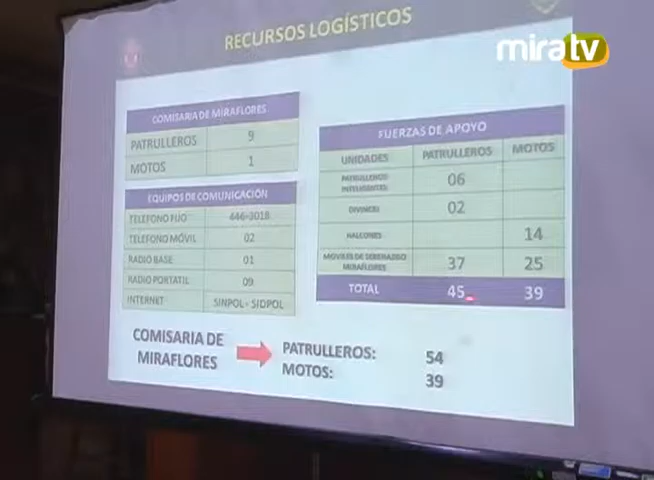 RECURSOS LOGÍSTICOS
miratv
COMISARIA DE MIRAFLORES
PATRULLEROS 9
MOTOS 1
EQUIPOS DE COMUNICACIÓN
TELEFONO FIJO 446-3018
TELEFONO MÓVIL 02
RADIO BASE 01
RADIO PORTATIL 09
INTERNET SINPOL - SIDPOL
FUERZAS DE APOYO
UNIDADES PATRULLEROS MOTOS
PATRULLEROS
INTELIGENTES 06
DIVINCRI 02
HALCONES 14
MOVILES DE SERENAZGO
MIRAFLORES 37 25
TOTAL 45 39
COMISARIA DE
MIRAFLORES
PATRULLEROS: 54
MOTOS: 39